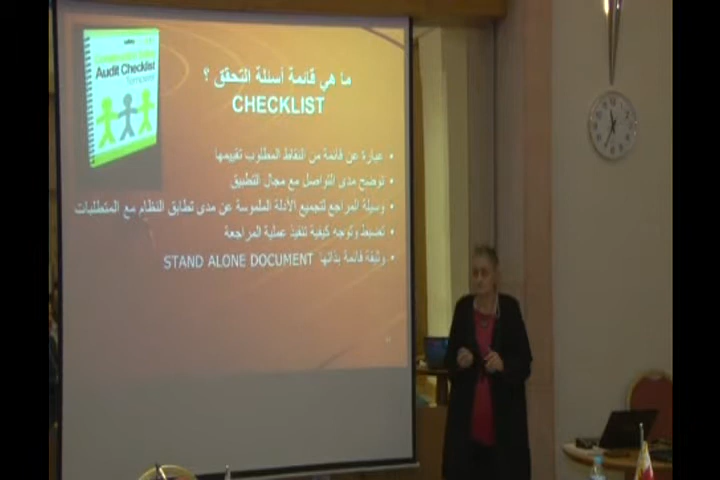 Audit Checklist
ما هي قائمة أسئلة التحقق ؟
CHECKLIST
• عبارة عن قائمة من النقاط المطلوب تقييمها
• توضح مدى التواصل مع مجال التطبيق
• وسيلة المراجع لتجميع الأدلة الملموسة عن مدى تطابق النظام مع المتطلبات
• تضبط وتوجه كيفية تنفيذ عملية المراجعة
• وثيقة قائمة بذاتها STAND ALONE DOCUMENT